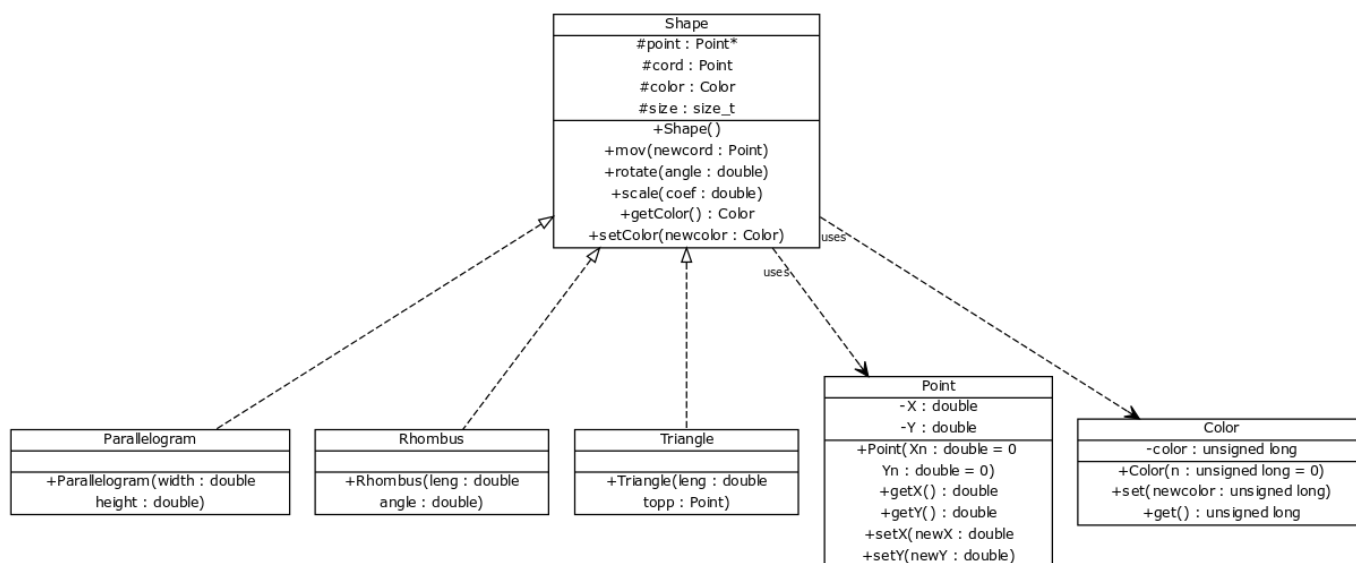 Shape
#point : Point*
#cord : Point
#color : Color
#size : size_t
+Shape()
+mov(newcord : Point)
+rotate(angle : double)
+scale(coef : double)
+getColor() : Color
+setColor(newcolor : Color)
uses
uses
Parallelogram
+Parallelogram(width : double
height : double)
Rhombus
+Rhombus(leng : double
angle : double)
Triangle
+Triangle(leng : double
topp : Point)
Point
-X : double
-Y : double
+Point(Xn : double = 0
Yn : double = 0)
+getX() : double
+getY() : double
+setX(newX : double
+setY(newY : double)
Color
-color : unsigned long
+Color(n : unsigned long = 0)
+set(newcolor : unsigned long)
+get() : unsigned long